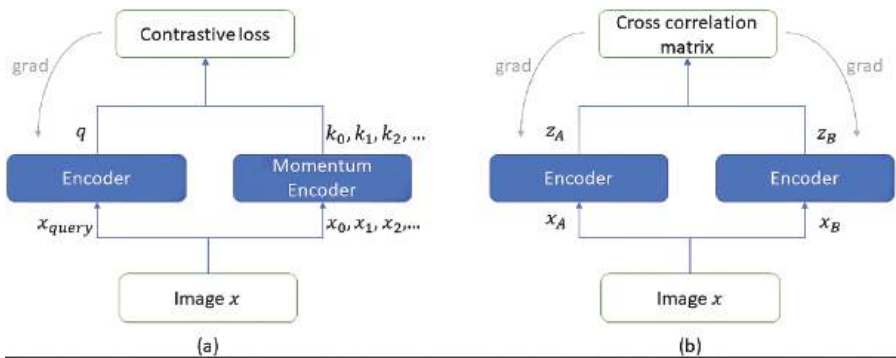 Contrastive loss
grad
q
k₀, k₁, k₂, ...
Encoder
Momentum
Encoder
x_query
x₀, x₁, x₂,...
Image x
(a)
Cross correlation
matrix
grad
grad
z_A
z_B
Encoder
Encoder
x_A
x_B
Image x
(b)